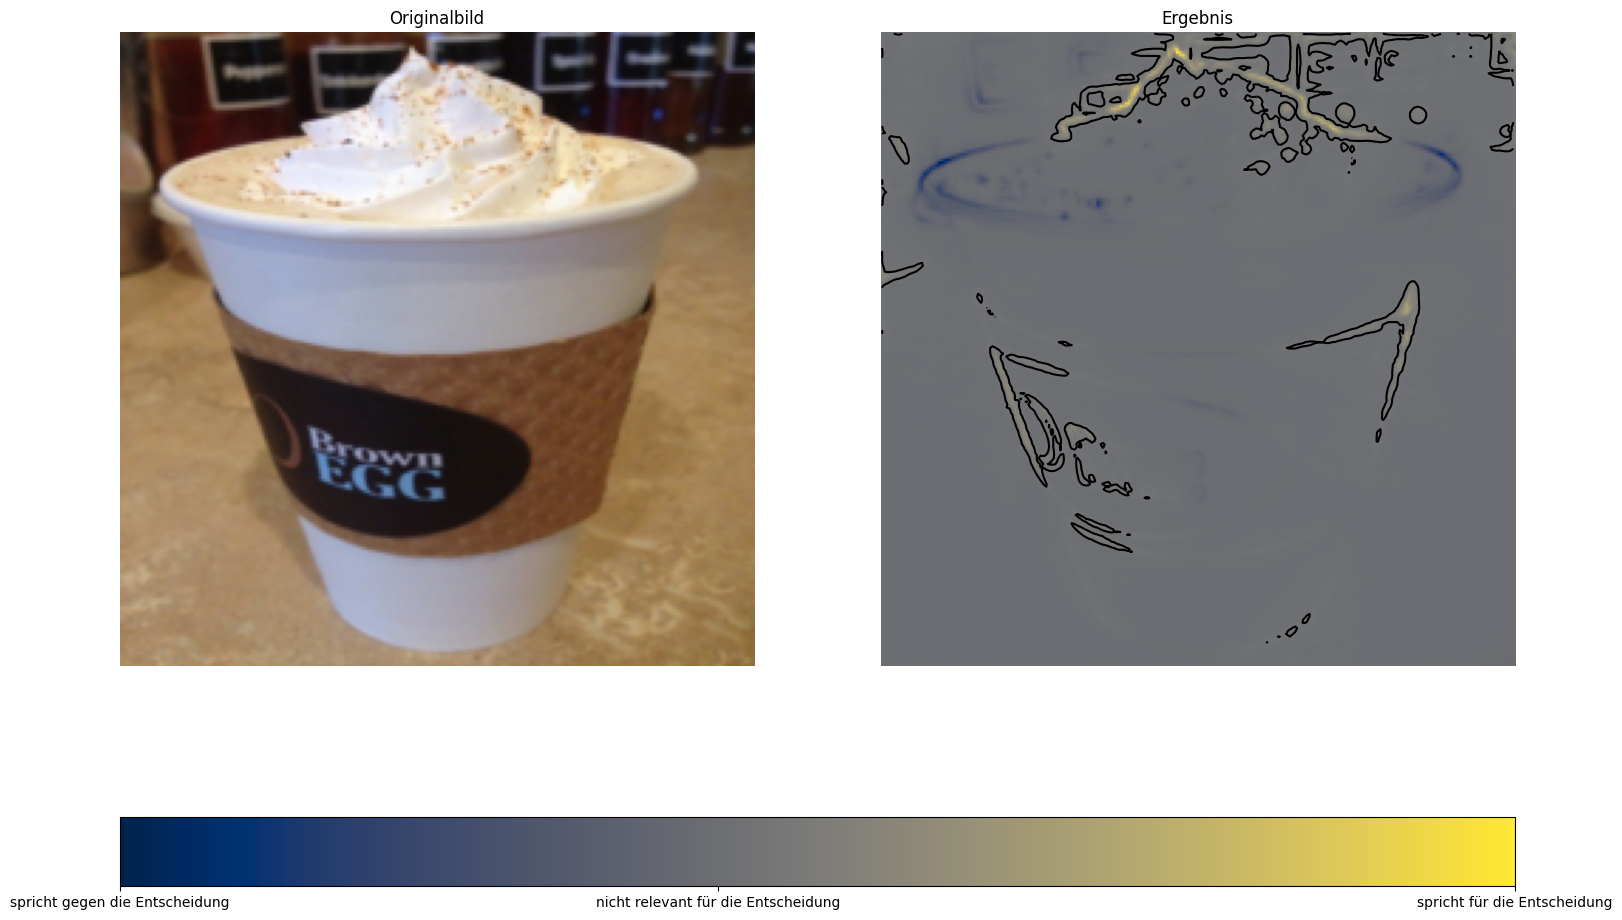 Originalbild
Ergebnis
Brown
EGG
spricht gegen die Entscheidung
nicht relevant für die Entscheidung
spricht für die Entscheidung